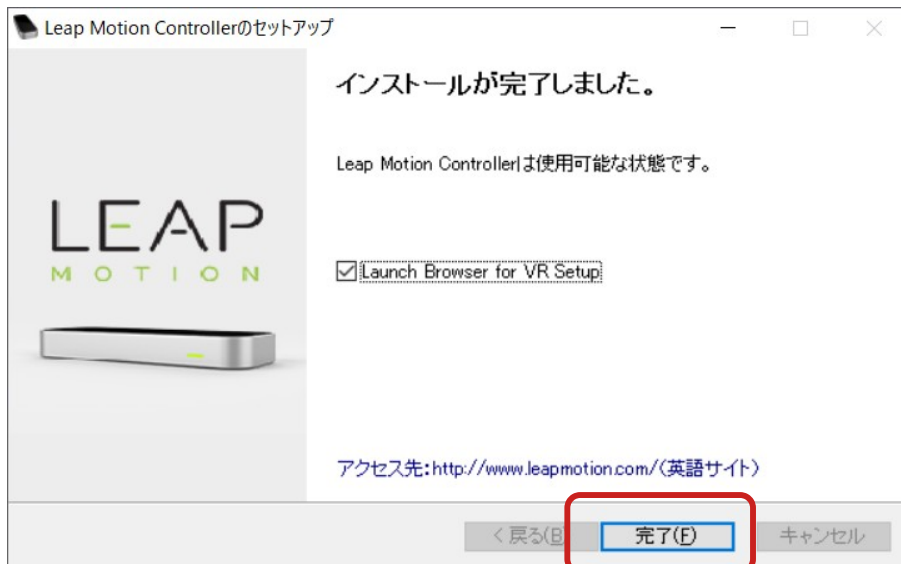 Leap Motion Controllerのセットアップ
インストールが完了しました。
Leap Motion Controllerは使用可能な状態です。
LEAP
MOTION
Launch Browser for VR Setup
アクセス先:http://www.leapmotion.com/(英語サイト)
< 戻る(B
完了(F)
キャンセル